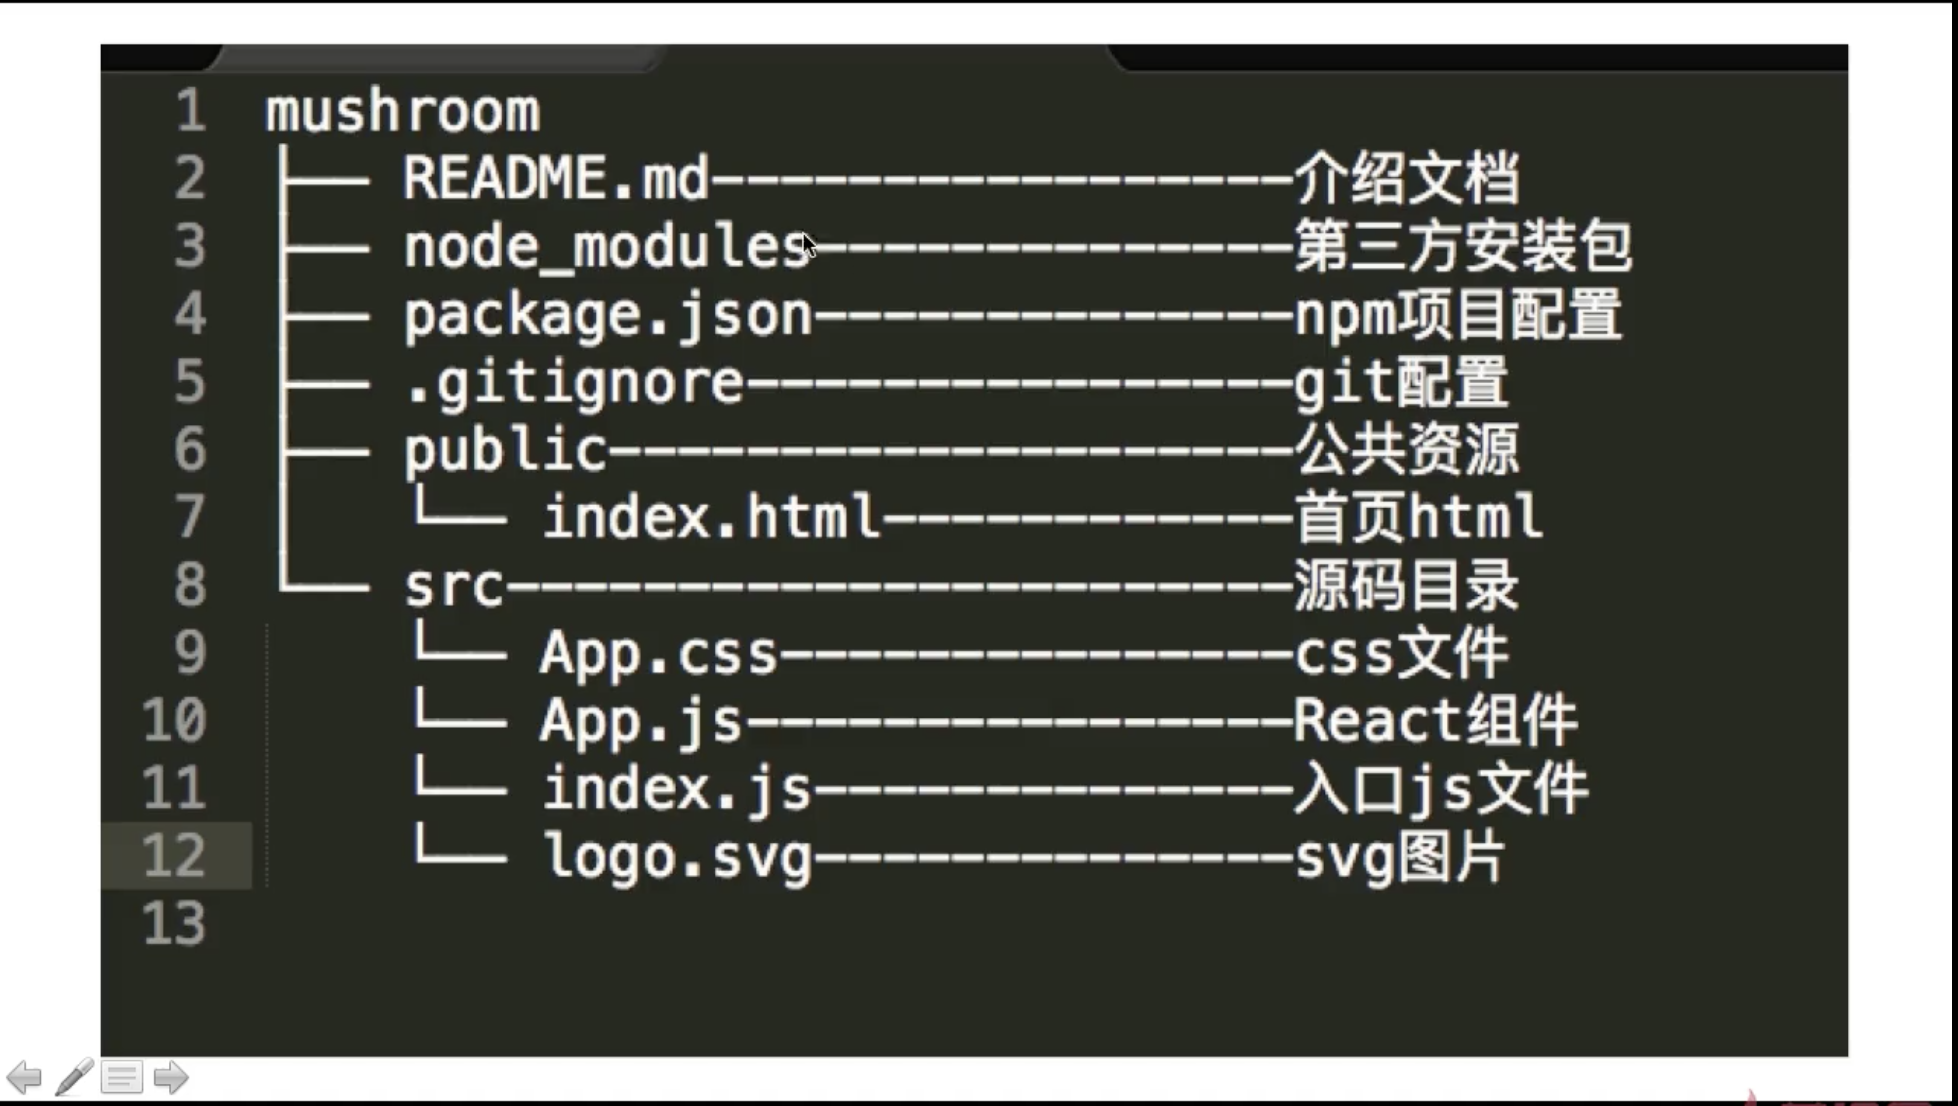 1 mushroom
2 ├── README.md-----------------介绍文档
3 ├── node_modules--------------第三方安装包
4 ├── package.json--------------npm项目配置
5 ├── .gitignore----------------git配置
6 ├── public--------------------公共资源
7 │   └── index.html------------首页html
8 └── src-----------------------源码目录
9     └── App.css---------------css文件
10     └── App.js----------------React组件
11     └── index.js--------------入口js文件
12     └── logo.svg--------------svg图片
13